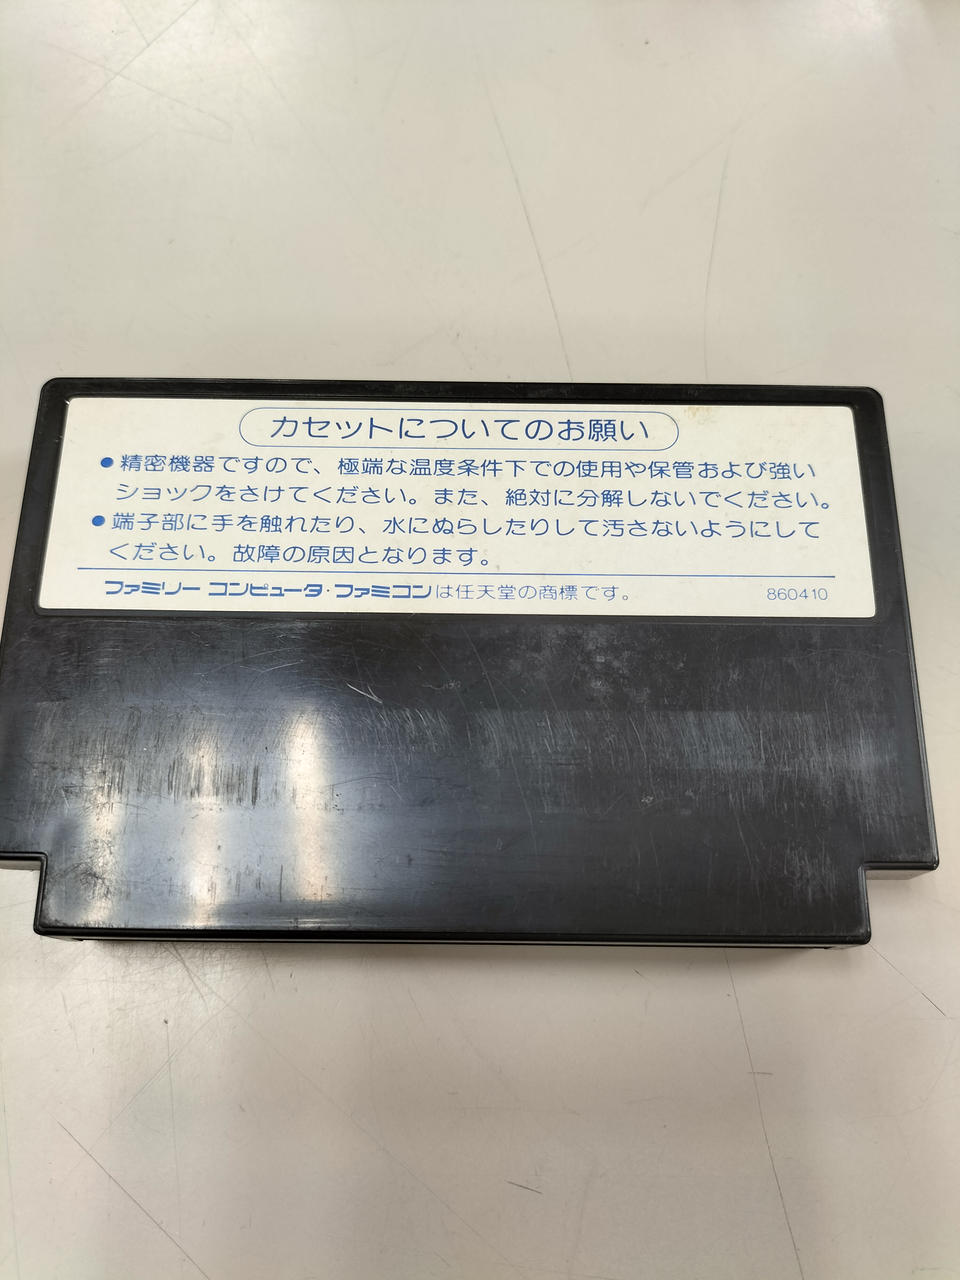 カセットについてのお願い
●精密機器ですので、極端な温度条件下での使用や保管および強い
ショックをさけてください。また、絶対に分解しないでください。
●端子部に手を触れたり、水にぬらしたりして汚さないようにして
ください。故障の原因となります。
ファミリー コンピュータ・ファミコンは任天堂の商標です。 860410